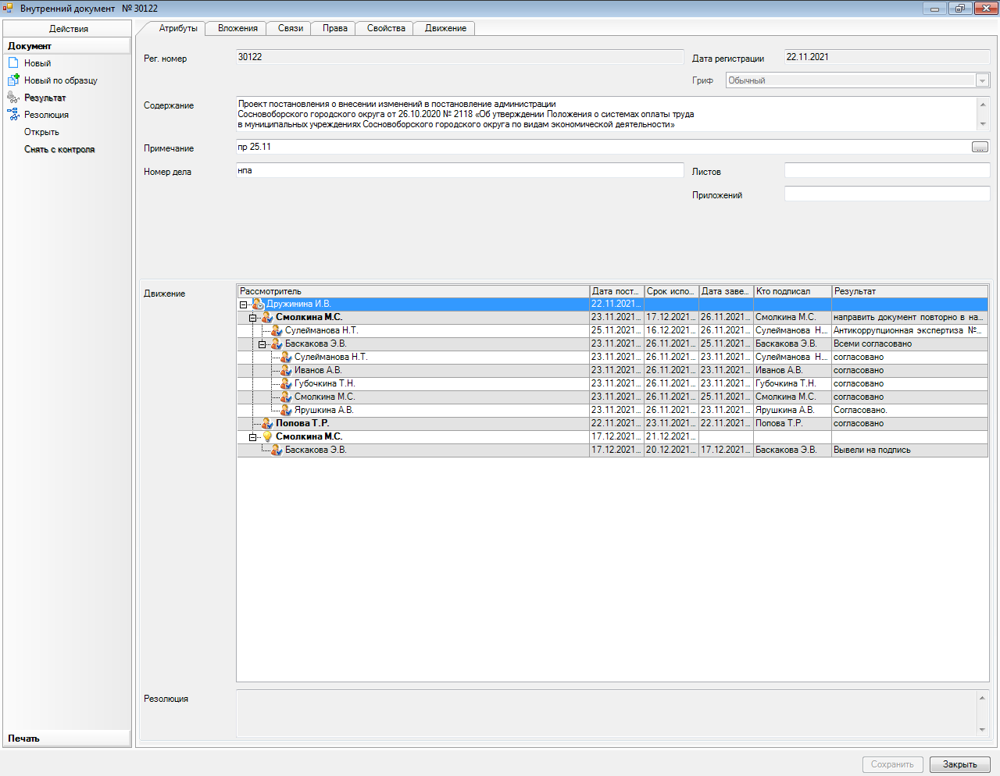 Внутренний документ № 30122
Действия
Документ
Новый
Новый по образцу
Результат
Резолюция
Открыть
Снять с контроля
Печать
Атрибуты Вложения Связи Права Свойства Движение
Рег. номер 30122 Дата регистрации 22.11.2021
Гриф Обычный
Содержание Проект постановления о внесении изменений в постановление администрации
Сосновоборского городского округа от 26.10.2020 № 2118 «Об утверждении Положения о системах оплаты труда
в муниципальных учреждениях Сосновоборского городского округа по видам экономической деятельности»
Примечание пр 25.11 ...
Номер дела нпа Листов
Приложений
Движение
Рассмотритель Дата пост... Срок испо... Дата заве... Кто подписал Результат
Дружинина И.В. 22.11.2021...
Смолкина М.С. 23.11.2021... 17.12.2021... 26.11.2021... Смолкина М.С. направить документ повторно в на...
Сулейманова Н.Т. 25.11.2021... 16.12.2021... 26.11.2021... Сулейманова Н.... Антикоррупционная экспертиза №...
Баскакова Э.В. 23.11.2021... 26.11.2021... 25.11.2021... Баскакова Э.В. Всеми согласовано
Сулейманова Н.Т. 23.11.2021... 26.11.2021... 23.11.2021... Сулейманова Н.... согласовано
Иванов А.В. 23.11.2021... 26.11.2021... 23.11.2021... Иванов А.В. согласовано
Губочкина Т.Н. 23.11.2021... 26.11.2021... 23.11.2021... Губочкина Т.Н. согласовано
Смолкина М.С. 23.11.2021... 26.11.2021... 25.11.2021... Смолкина М.С. согласовано
Ярушкина А.В. 23.11.2021... 26.11.2021... 23.11.2021... Ярушкина А.В. Согласовано.
Попова Т.Р. 22.11.2021... 23.11.2021... 22.11.2021... Попова Т.Р. согласовано
Смолкина М.С. 17.12.2021... 21.12.2021...
Баскакова Э.В. 17.12.2021... 20.12.2021... 17.12.2021... Баскакова Э.В. Вывели на подпись
Резолюция
Сохранить Закрыть